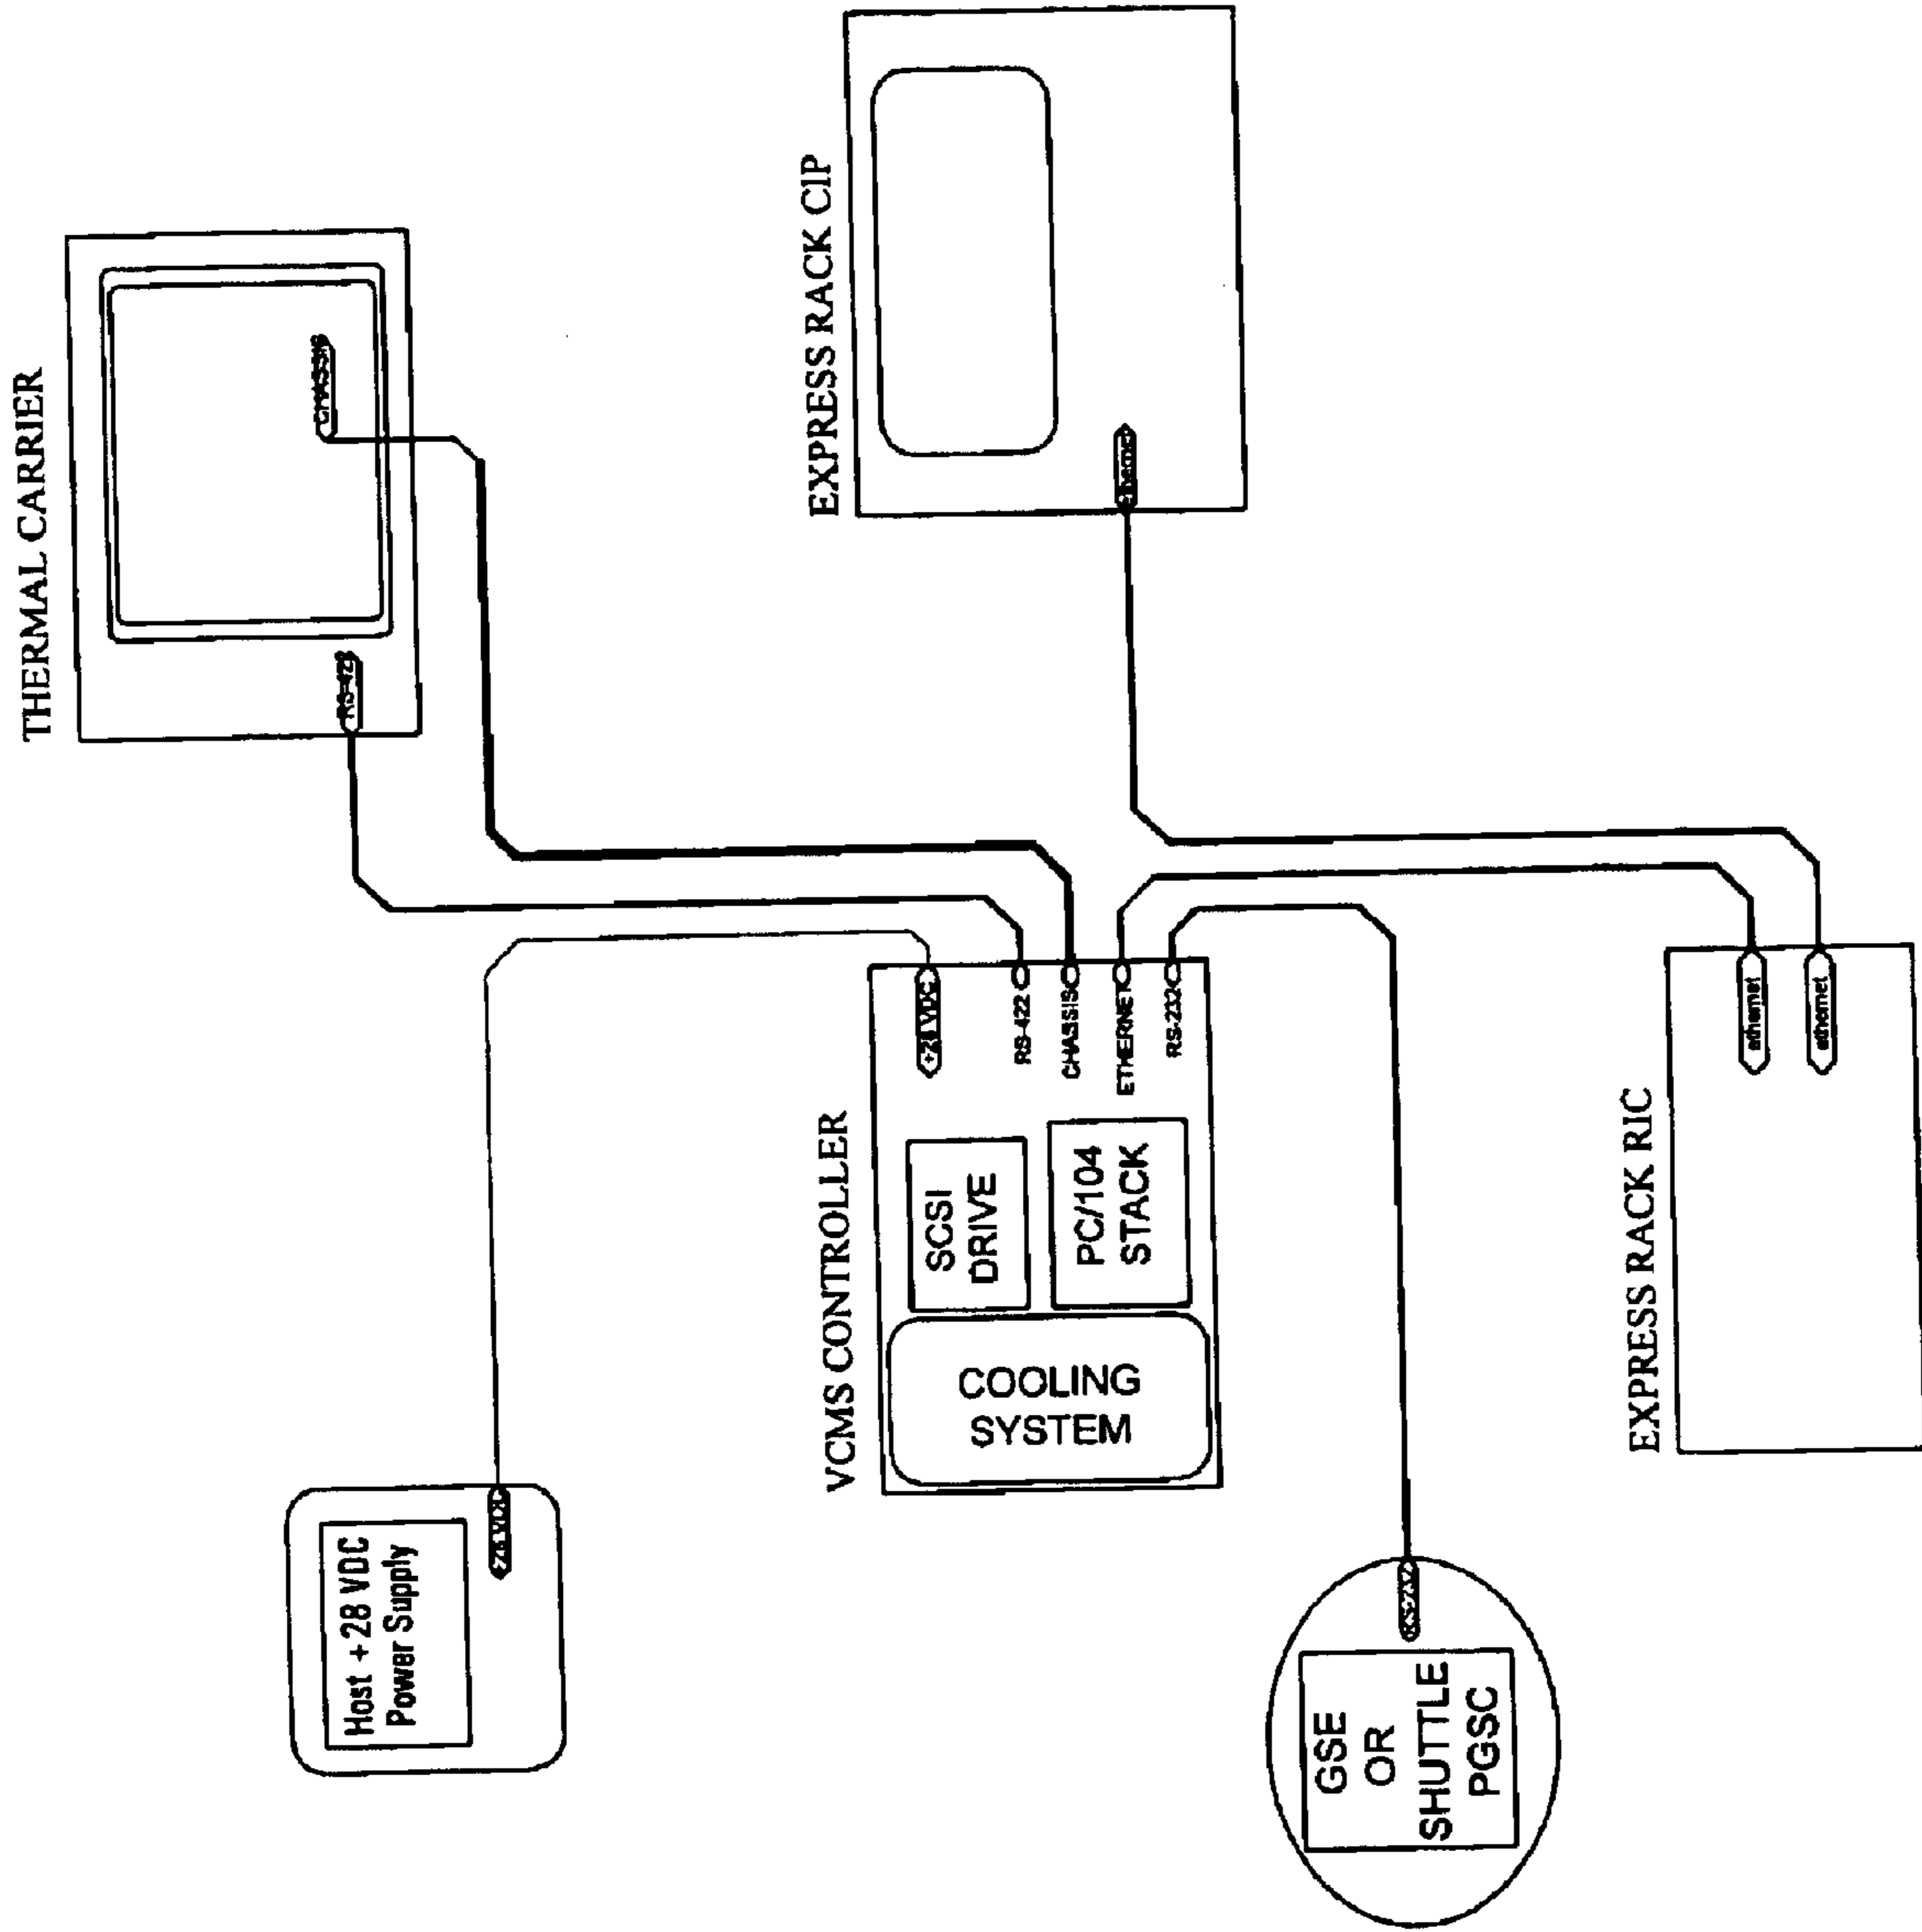 THERMAL CARRIER
RS-422
CHASSIS
Host +28 VDC
Power Supply
+28 VDC
VCMS CONTROLLER
COOLING
SYSTEM
SCSI
DRIVE
PC/104
STACK
+28 VDC
RS-422
CHASSIS
ETHERNET
RS-232
EXPRESS RACK CIP
ethernet
GSE
OR
SHUTTLE
PGSC
RS-232
EXPRESS RACK RIC
ethernet
ethernet